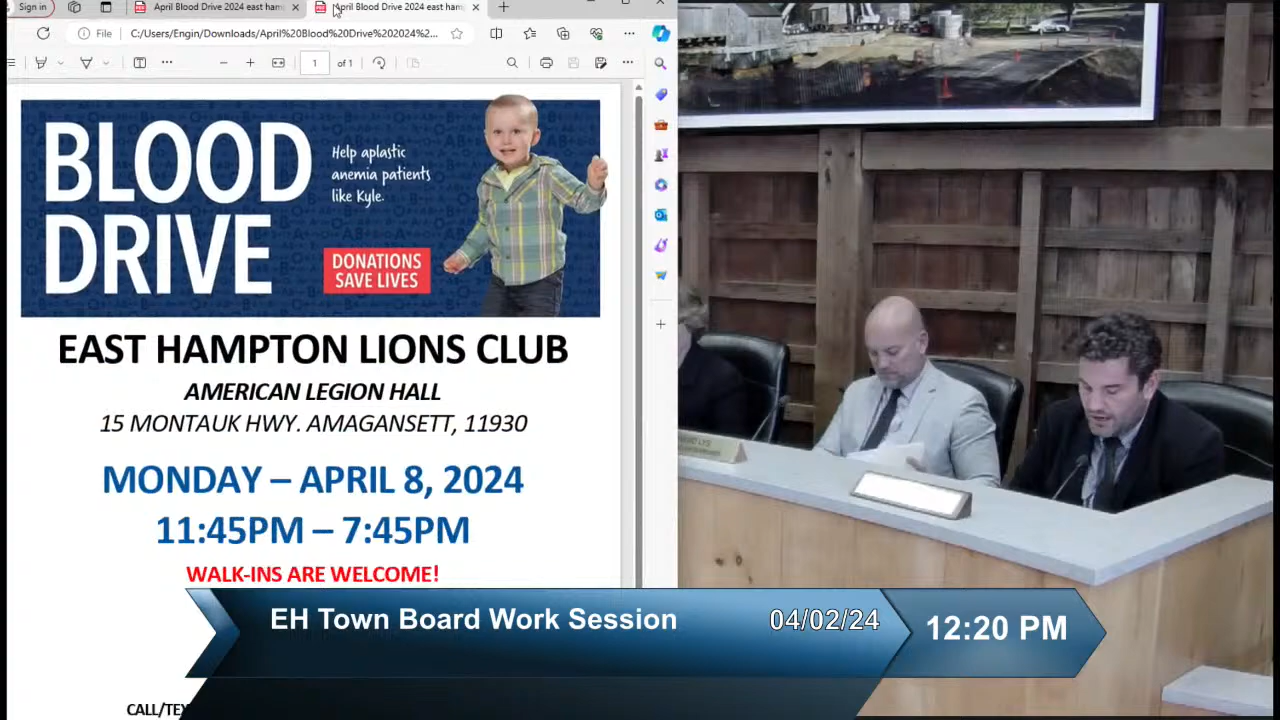 Sign in
April Blood Drive 2024 east ham
April Blood Drive 2024 east ham
File
C:/Users/Engin/Downloads/April%20Blood%20Drive%202024%2...
1
of 1
BLOOD
DRIVE
Help aplastic
anemia patients
like Kyle.
DONATIONS
SAVE LIVES
EAST HAMPTON LIONS CLUB
AMERICAN LEGION HALL
15 MONTAUK HWY. AMAGANSETT, 11930
MONDAY – APRIL 8, 2024
11:45PM – 7:45PM
WALK-INS ARE WELCOME!
EH Town Board Work Session
04/02/24
12:20 PM